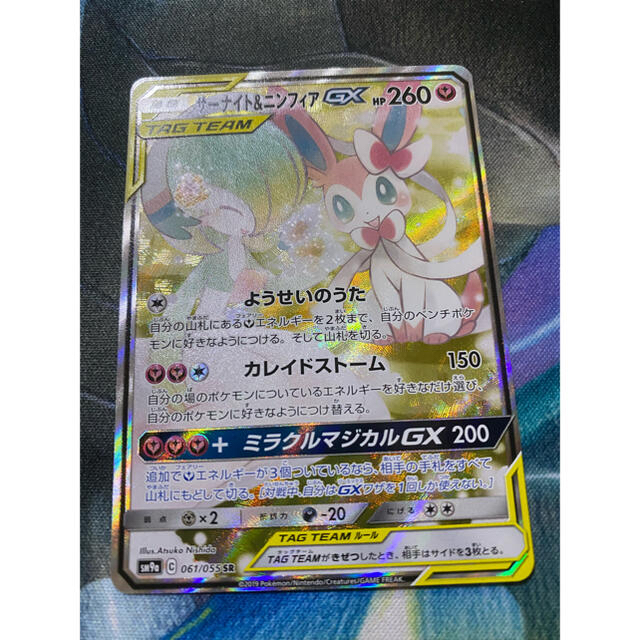 基本
サーナイト&ニンフィアGX HP260
TAG TEAM
ようせいのうた
自分の山札にあるエネルギーを2枚まで、自分のベンチポケ
モンに好きなようにつける。そして山札を切る。
カレイドストーム 150
自分の場のポケモンについているエネルギーを好きなだけ選び、
自分のポケモンに好きなようにつけ替える。
+ ミラクルマジカルGX 200
追加でエネルギーが3個ついているなら、相手の手札をすべて
山札にもどして切る。[対戦中、自分はGXワザを1回しか使えない。]
弱点 ×2 抵抗力 -20 にげる
TAG TEAM ルール
Illus.Atsuko Nishida
TAG TEAMがきぜつしたとき、相手はサイドを3枚とる。
sm9a C 061/055 SR
©2019 Pokémon/Nintendo/Creatures/GAME FREAK.